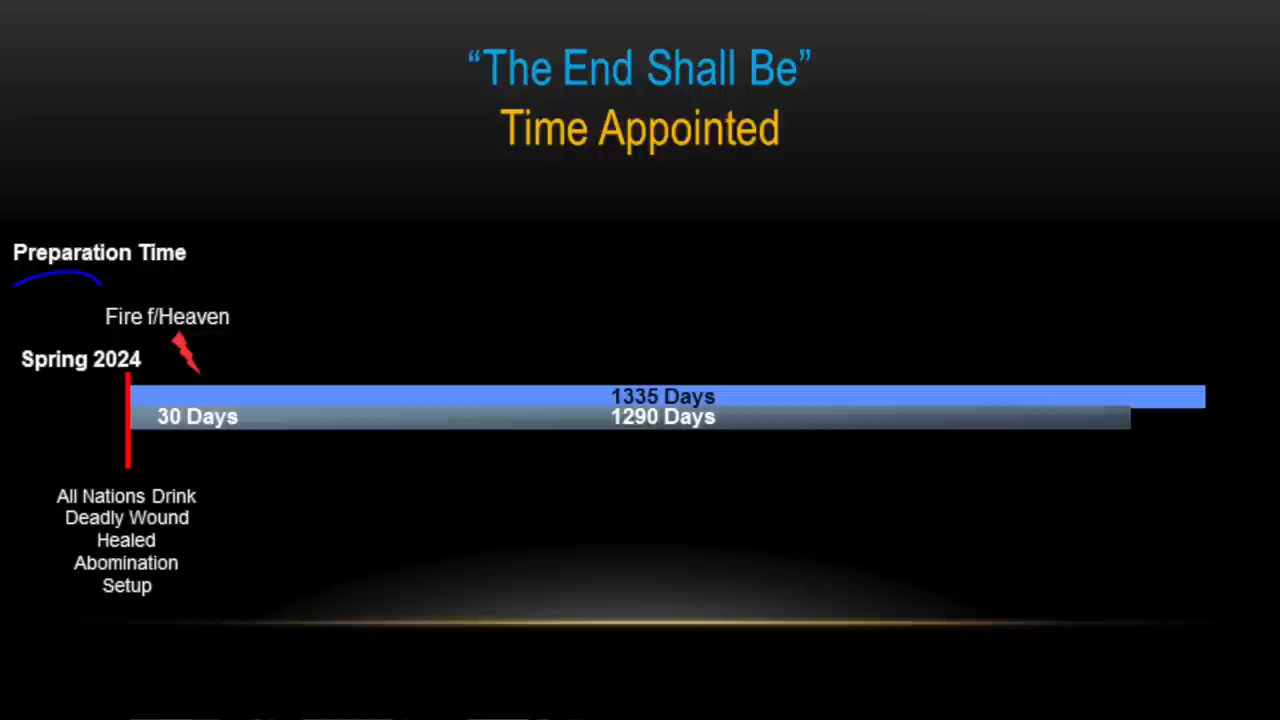 “The End Shall Be”
Time Appointed
Preparation Time
Fire f/Heaven
Spring 2024
1335 Days
30 Days
1290 Days
All Nations Drink
Deadly Wound
Healed
Abomination
Setup